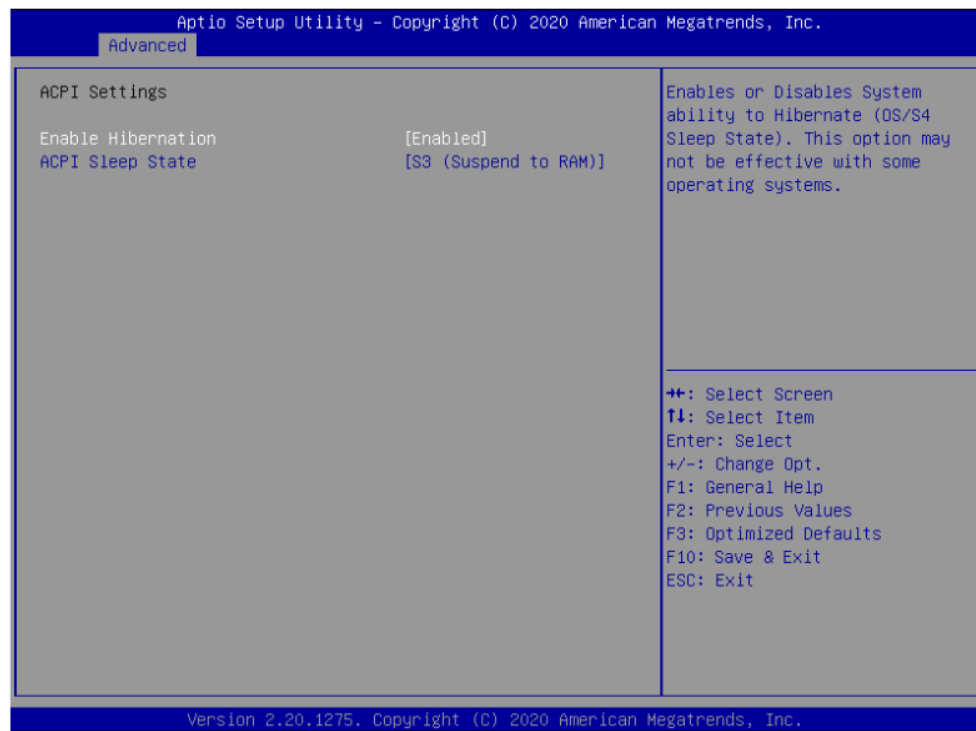 Aptio Setup Utility – Copyright (C) 2020 American Megatrends, Inc.
Advanced
ACPI Settings
Enable Hibernation [Enabled]
ACPI Sleep State [S3 (Suspend to RAM)]
Enables or Disables System
ability to Hibernate (OS/S4
Sleep State). This option may
not be effective with some
operating systems.
→←: Select Screen
↑↓: Select Item
Enter: Select
+/-: Change Opt.
F1: General Help
F2: Previous Values
F3: Optimized Defaults
F10: Save & Exit
ESC: Exit
Version 2.20.1275. Copyright (C) 2020 American Megatrends, Inc.